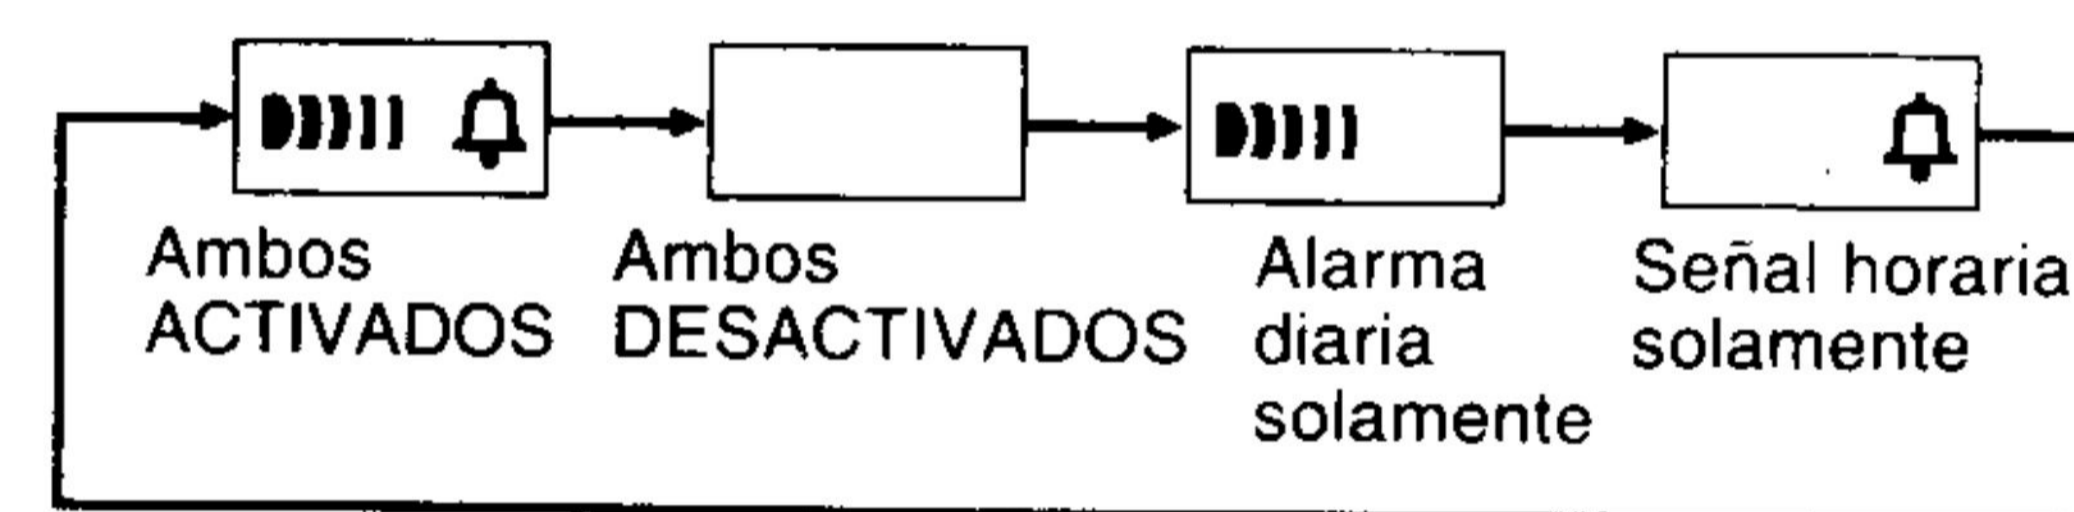 Ambos
ACTIVADOS
Ambos
DESACTIVADOS
Alarma
diaria
solamente
Señal horaria
solamente